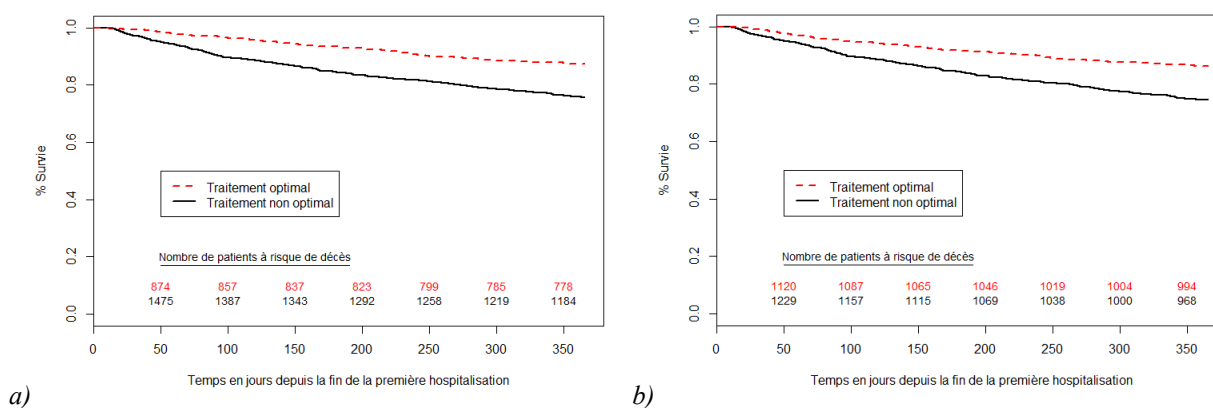 1.0
0.8
0.6
0.4
0.2
0.0
% Survie
Traitement optimal
Traitement non optimal
Nombre de patients à risque de décès
874 857 837 823 799 785 778
1475 1387 1343 1292 1258 1219 1184
0 50 100 150 200 250 300 350
Temps en jours depuis la fin de la première hospitalisation
a)
1.0
0.8
0.6
0.4
0.2
0.0
% Survie
Traitement optimal
Traitement non optimal
Nombre de patients à risque de décès
1120 1087 1065 1046 1019 1004 994
1229 1157 1115 1069 1038 1000 968
0 50 100 150 200 250 300 350
Temps en jours depuis la fin de la première hospitalisation
b)